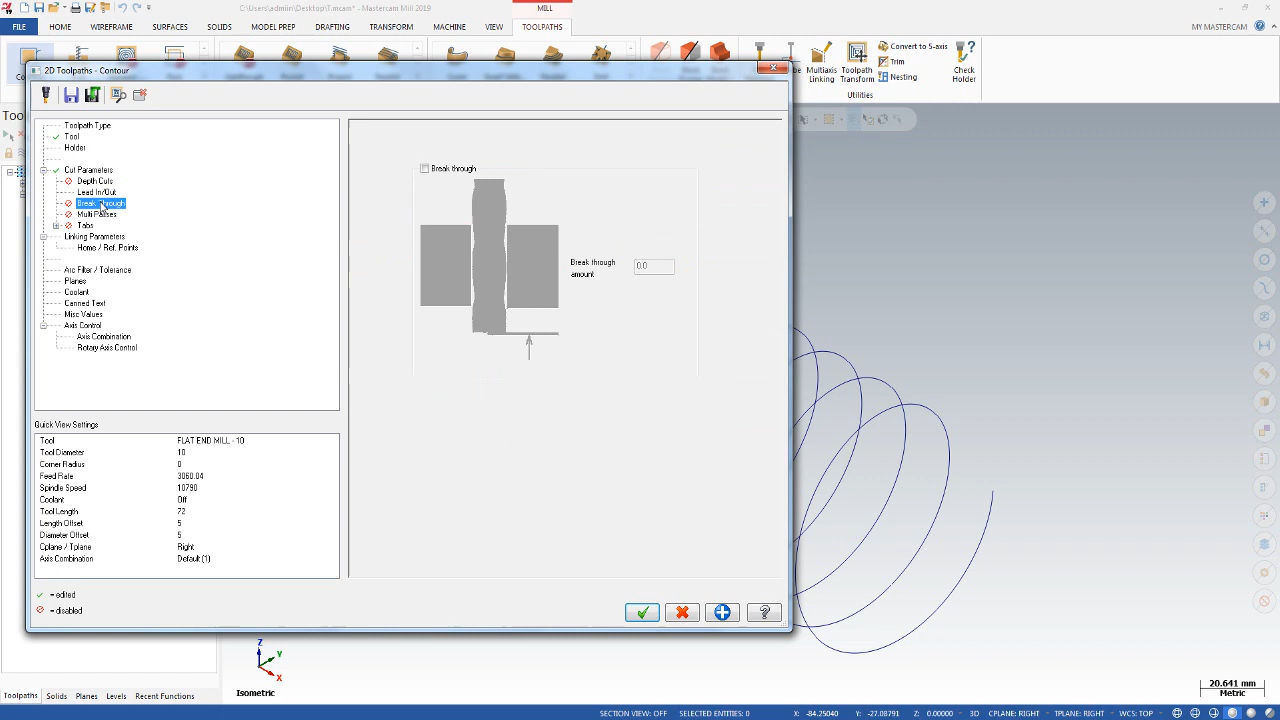 C:\Users\admiin\Desktop\T.mcam* - Mastercam Mill 2019
MILL
FILE HOME WIREFRAME SURFACES SOLIDS MODEL PREP DRAFTING TRANSFORM MACHINE VIEW TOOLPATHS
MY MASTERCAM
2D Toolpaths - Contour
Multiaxis Linking
Toolpath Transform
Convert to 5-axis
Trim
Nesting
Check Holder
Utilities
Toolpath Type
Tool
Holder
Cut Parameters
Depth Cuts
Lead In/Out
Break Through
Multi Passes
Tabs
Linking Parameters
Home / Ref. Points
Arc Filter / Tolerance
Planes
Coolant
Canned Text
Misc Values
Axis Control
Axis Combination
Rotary Axis Control
Break through
Break through
amount
0.0
Quick View Settings
Tool FLAT END MILL - 10
Tool Diameter 10
Corner Radius 0
Feed Rate 3060.04
Spindle Speed 10790
Coolant Off
Tool Length 72
Length Offset 5
Diameter Offset 5
Cplane / Tplane Right
Axis Combination Default (1)
= edited
= disabled
Z
Y
X
Isometric
20.641 mm
Metric
Toolpaths Solids Planes Levels Recent Functions
SECTION VIEW: OFF SELECTED ENTITIES: 0 X: -84.25040 Y: -27.08791 Z: 0.00000 3D CPLANE: RIGHT TPLANE: RIGHT WCS: TOP